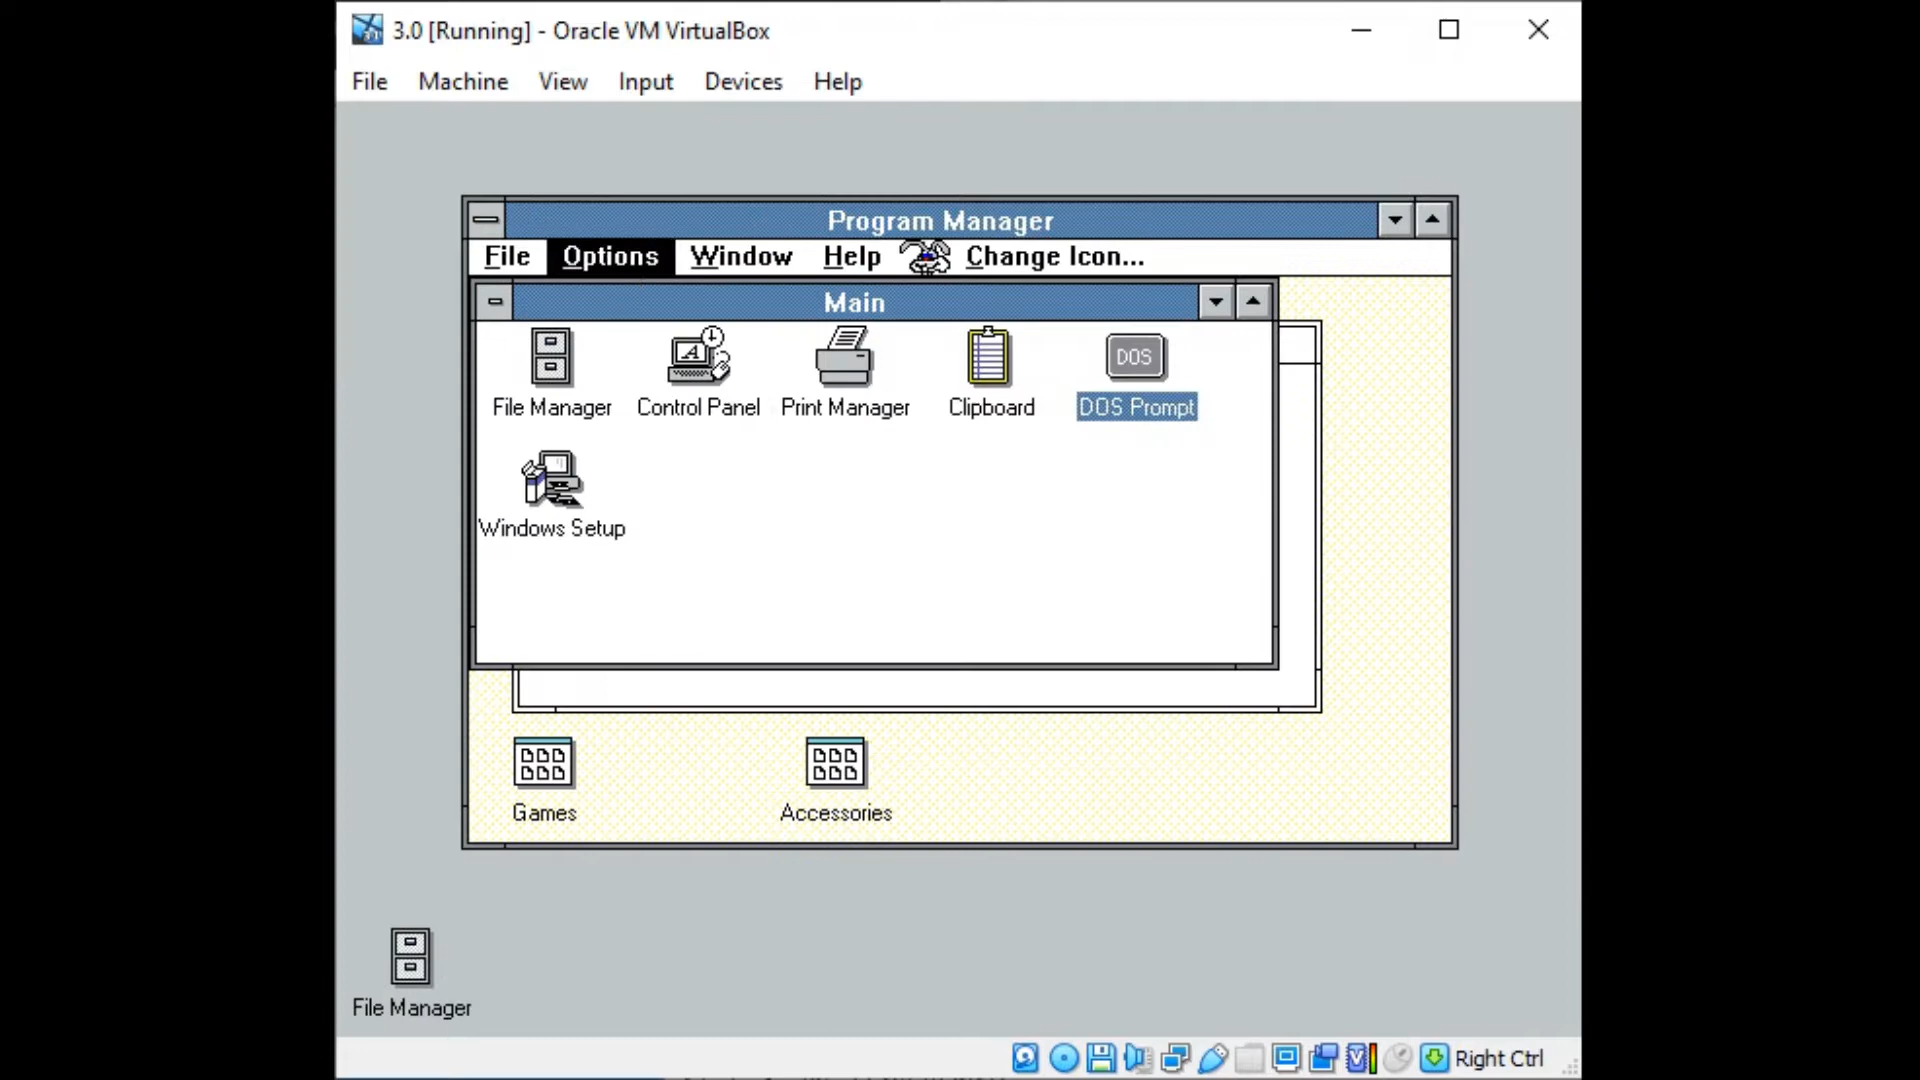 3.0 [Running] - Oracle VM VirtualBox
File Machine View Input Devices Help
Program Manager
File Options Window Help Change Icon...
Main
A
DOS
File Manager Control Panel Print Manager Clipboard DOS Prompt
Windows Setup
Games Accessories
File Manager
V Right Ctrl